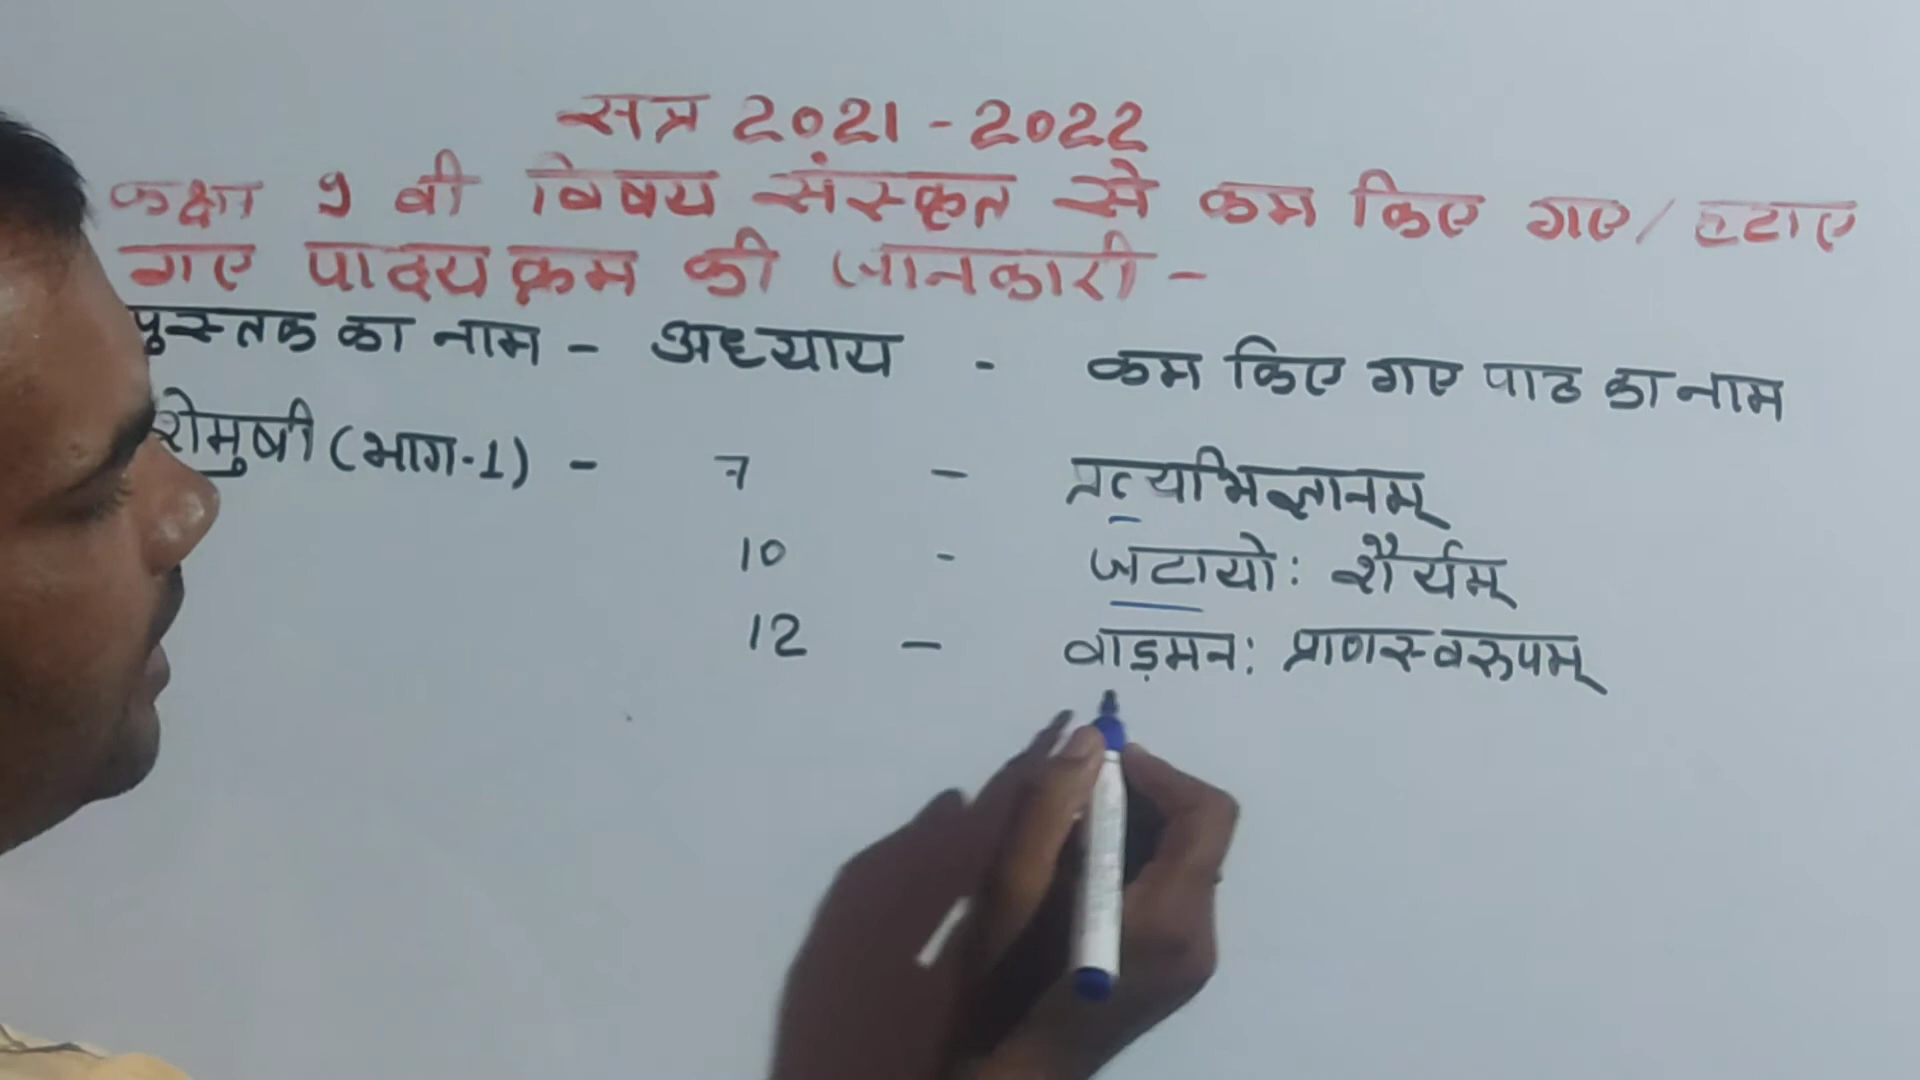 सत्र 2021-2022
कक्षा 9 वी विषय संस्कृत से कम किए गए/हटाए
गए पाठ्यक्रम की जानकारी -
पुस्तक का नाम - अध्याय - कम किए गए पाठ का नाम
शेमुषी (भाग-1) - 7 - प्रत्यभिज्ञानम्
10 - जटायोः शौर्यम्
12 - वाड़मनः प्राणस्वरुपम्